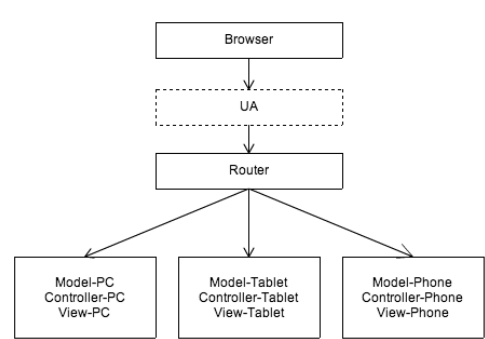 Browser
UA
Router
Model-PC
Controller-PC
View-PC
Model-Tablet
Controller-Tablet
View-Tablet
Model-Phone
Controller-Phone
View-Phone